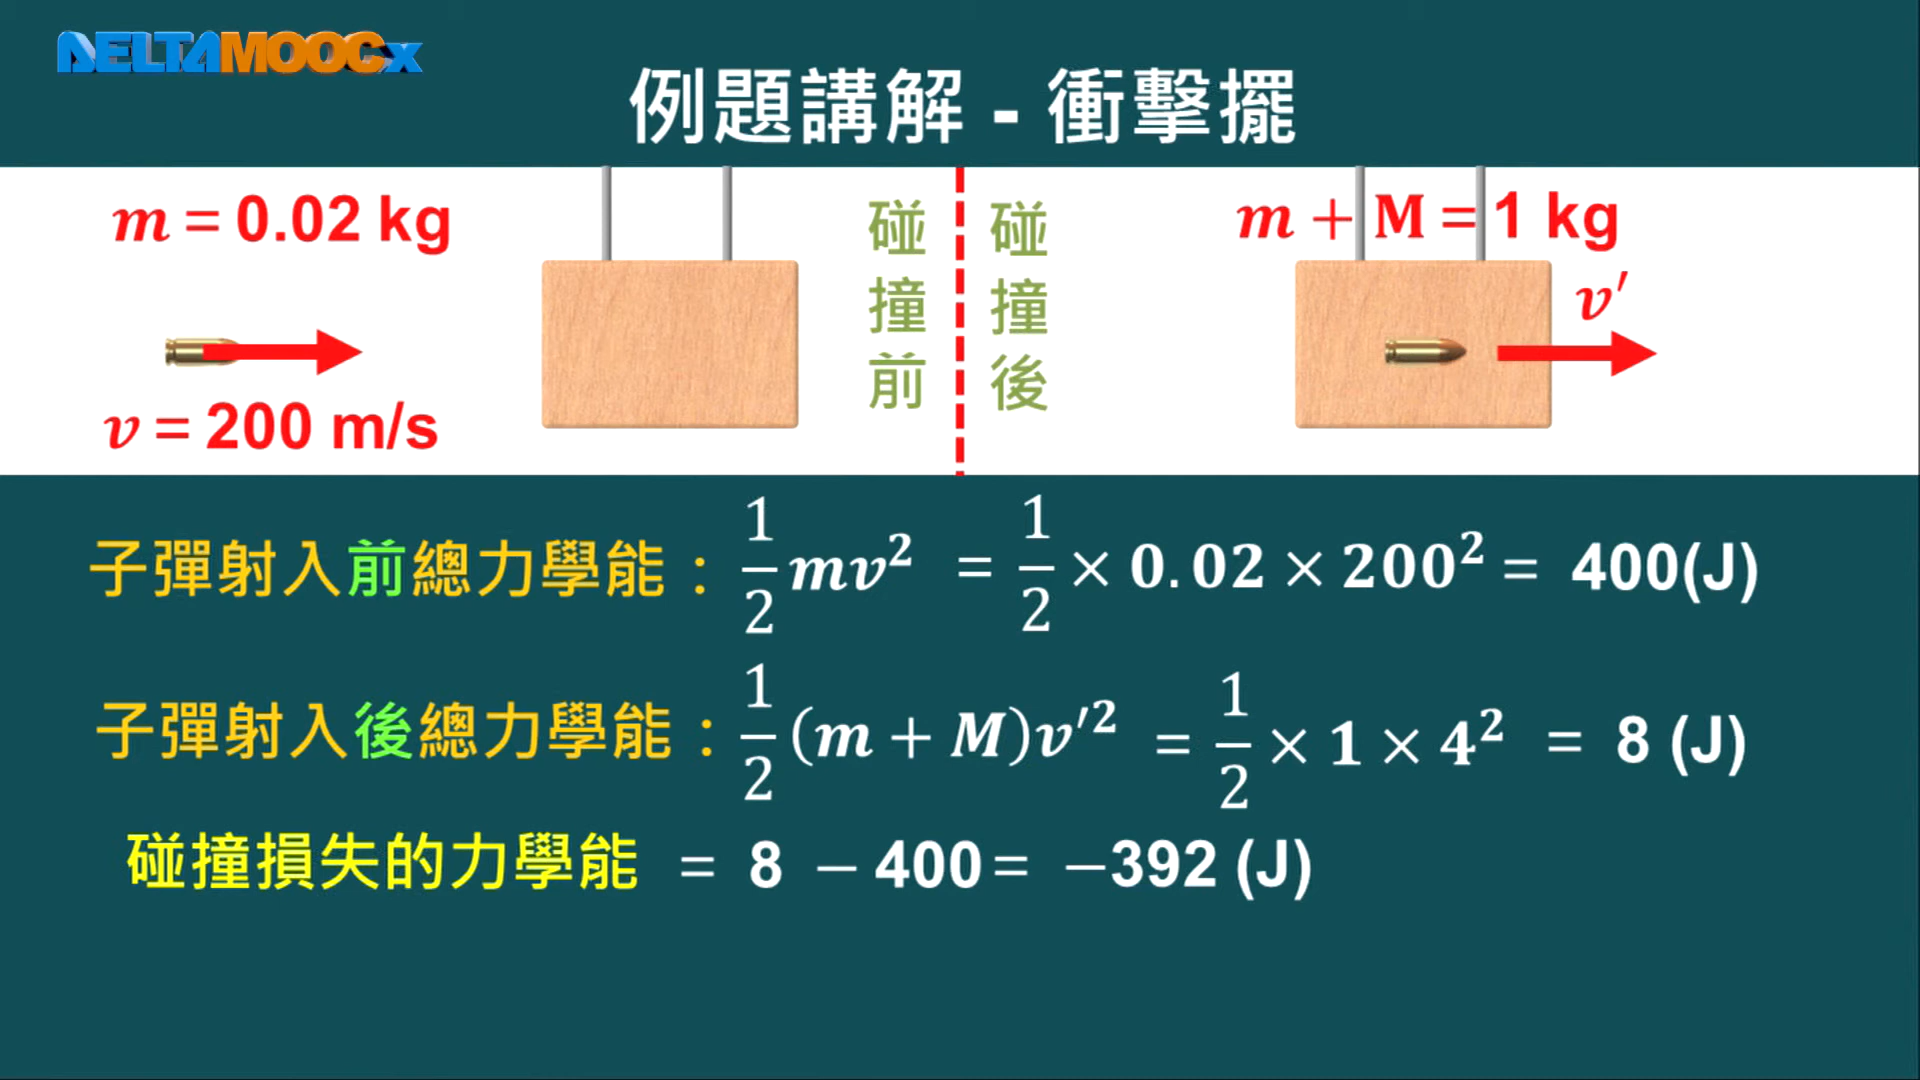 DELTAMOOCx
例題講解 - 衝擊擺
m = 0.02 kg
v = 200 m/s
碰撞前
碰撞後
m + M = 1 kg
v′
子彈射入前總力學能：1/2 mv² = 1/2 × 0.02 × 200² = 400(J)
子彈射入後總力學能：1/2 (m + M)v′² = 1/2 × 1 × 4² = 8 (J)
碰撞損失的力學能 = 8 − 400 = −392 (J)